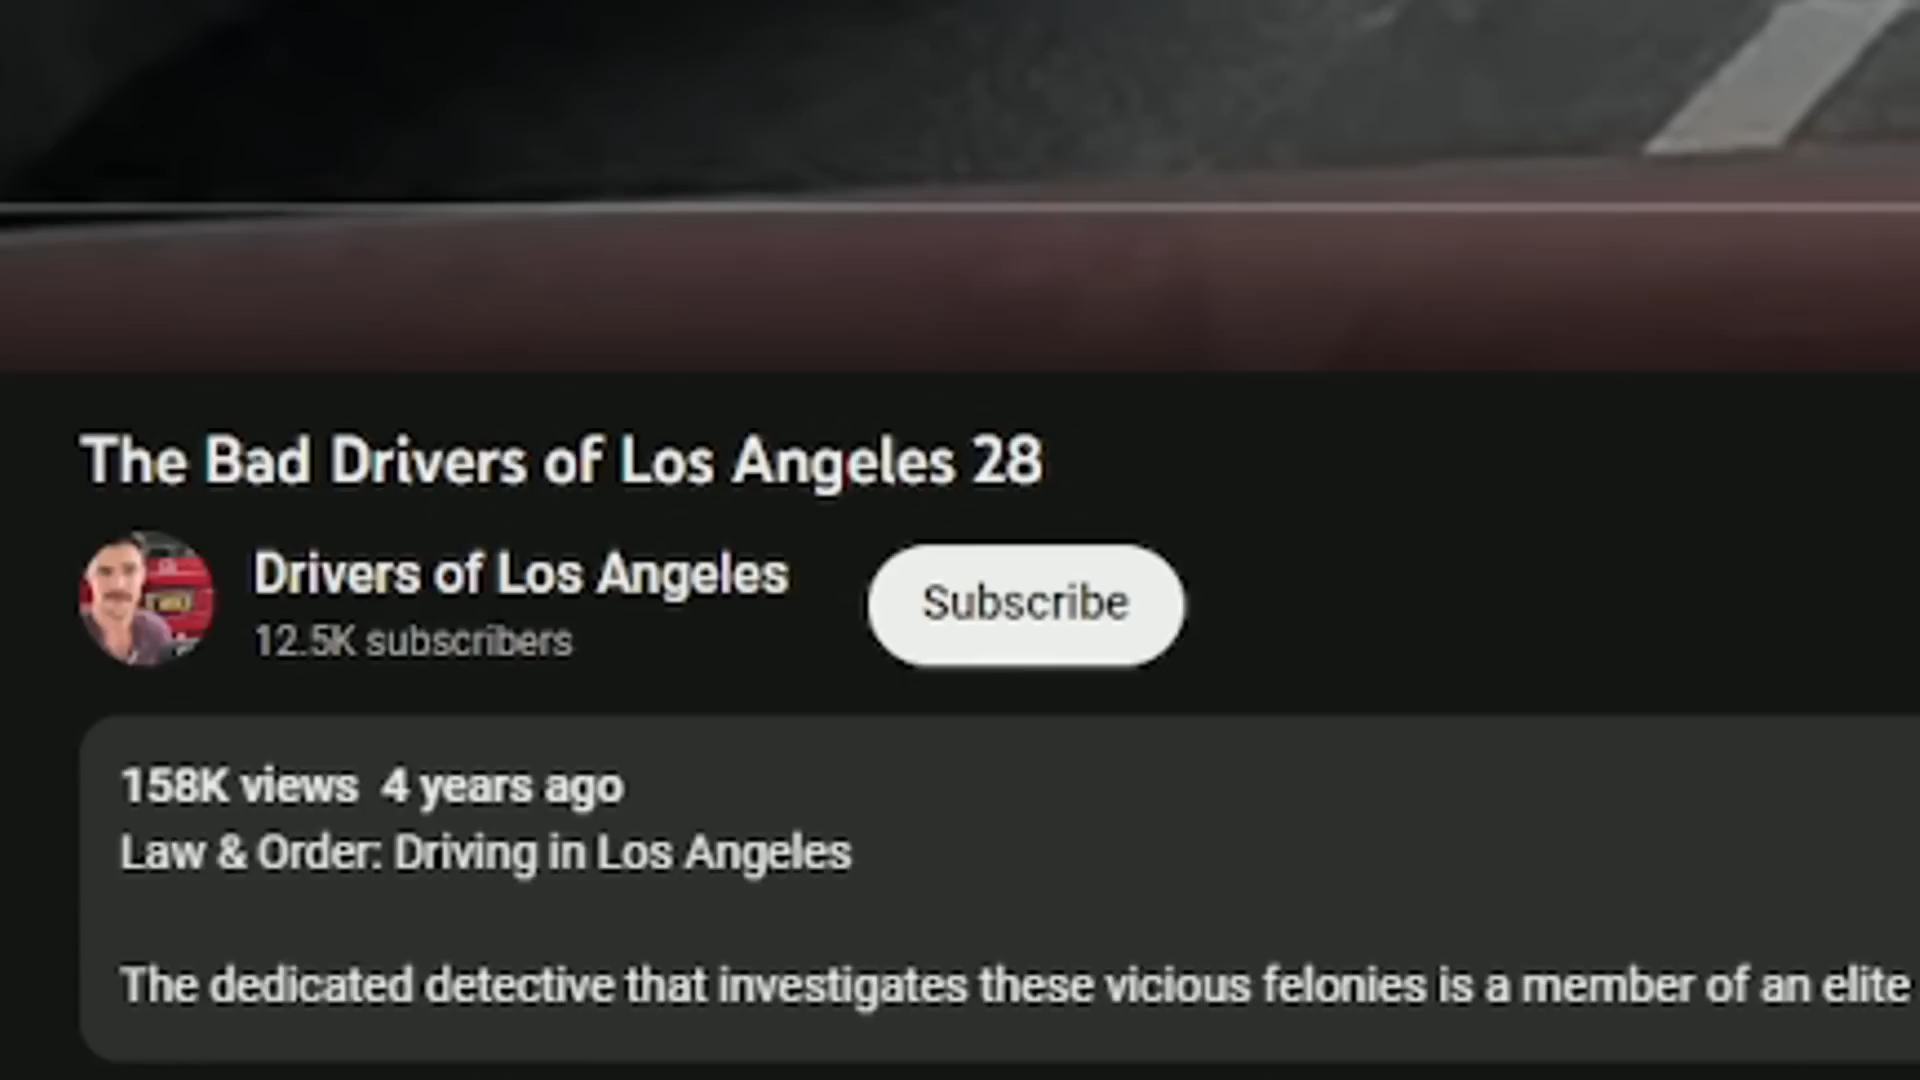 The Bad Drivers of Los Angeles 28
Drivers of Los Angeles
12.5K subscribers
Subscribe
158K views 4 years ago
Law & Order: Driving in Los Angeles
The dedicated detective that investigates these vicious felonies is a member of an elite